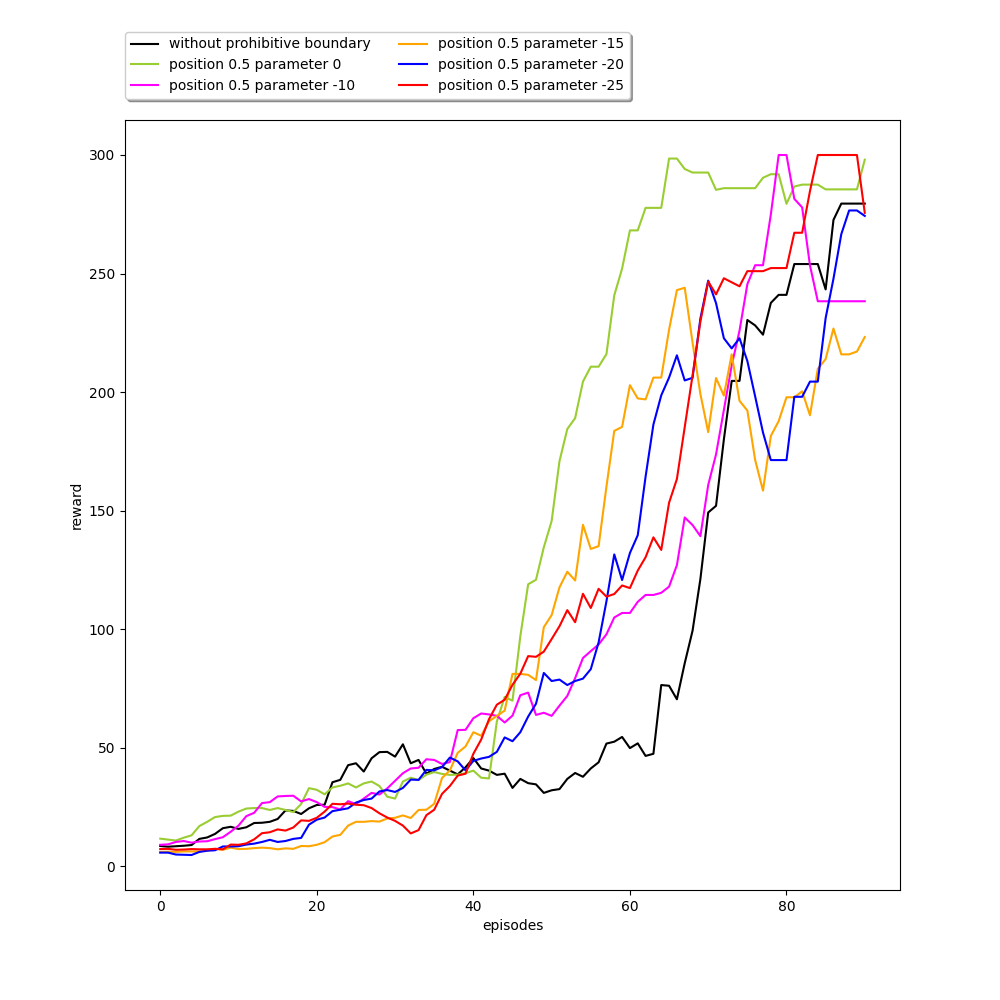 without prohibitive boundary
position 0.5 parameter 0
position 0.5 parameter -10
position 0.5 parameter -15
position 0.5 parameter -20
position 0.5 parameter -25
300
250
200
150
100
50
0
reward
0 20 40 60 80
episodes